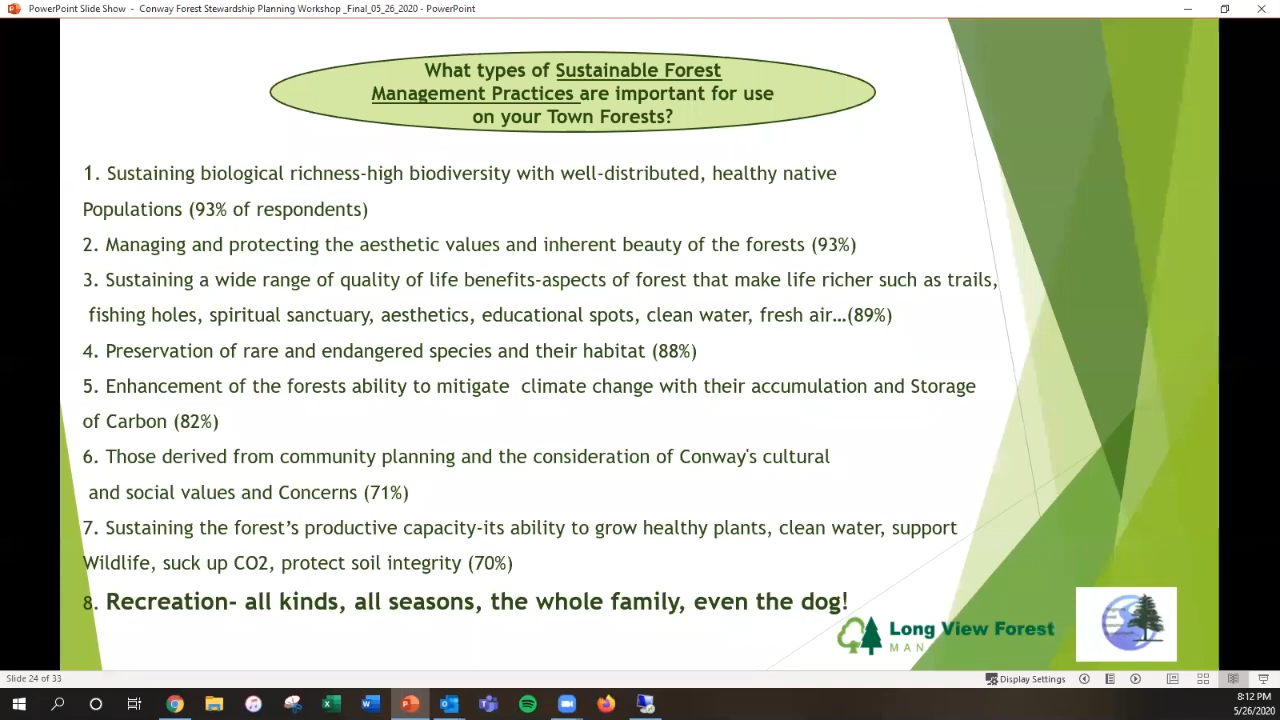 PowerPoint Slide Show - Conway Forest Stewardship Planning Workshop _Final_05_26_2020 - PowerPoint
What types of Sustainable Forest
Management Practices are important for use
on your Town Forests?
1. Sustaining biological richness-high biodiversity with well-distributed, healthy native
Populations (93% of respondents)
2. Managing and protecting the aesthetic values and inherent beauty of the forests (93%)
3. Sustaining a wide range of quality of life benefits-aspects of forest that make life richer such as trails,
fishing holes, spiritual sanctuary, aesthetics, educational spots, clean water, fresh air…(89%)
4. Preservation of rare and endangered species and their habitat (88%)
5. Enhancement of the forests ability to mitigate climate change with their accumulation and Storage
of Carbon (82%)
6. Those derived from community planning and the consideration of Conway's cultural
and social values and Concerns (71%)
7. Sustaining the forest’s productive capacity-its ability to grow healthy plants, clean water, support
Wildlife, suck up CO2, protect soil integrity (70%)
8. Recreation- all kinds, all seasons, the whole family, even the dog!
Long View Forest
Slide 24 of 33
Display Settings
8:12 PM
5/26/2020